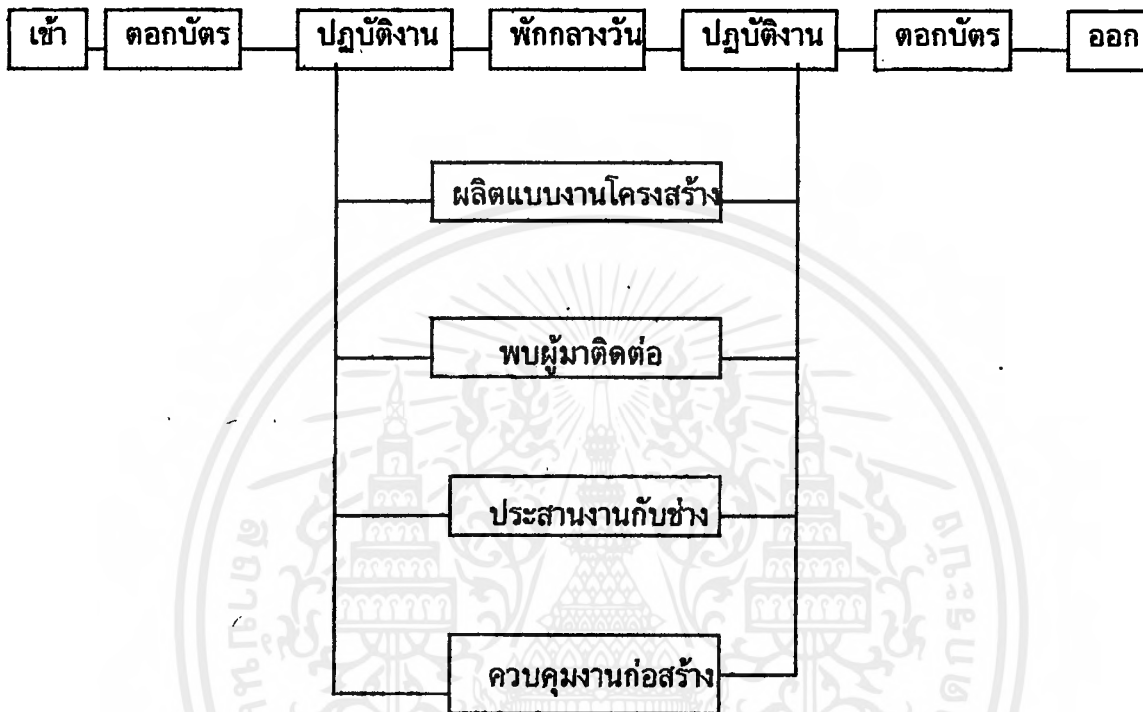 เข้า ตอกบัตร ปฏบัติงาน พักกลางวัน ปฏบัติงาน ตอกบัตร ออก
ผลิตแบบงานโครงสร้าง
พบผู้มาติดต่อ
ประสานงานกับช่าง
ควบคุมงานก่อสร้าง